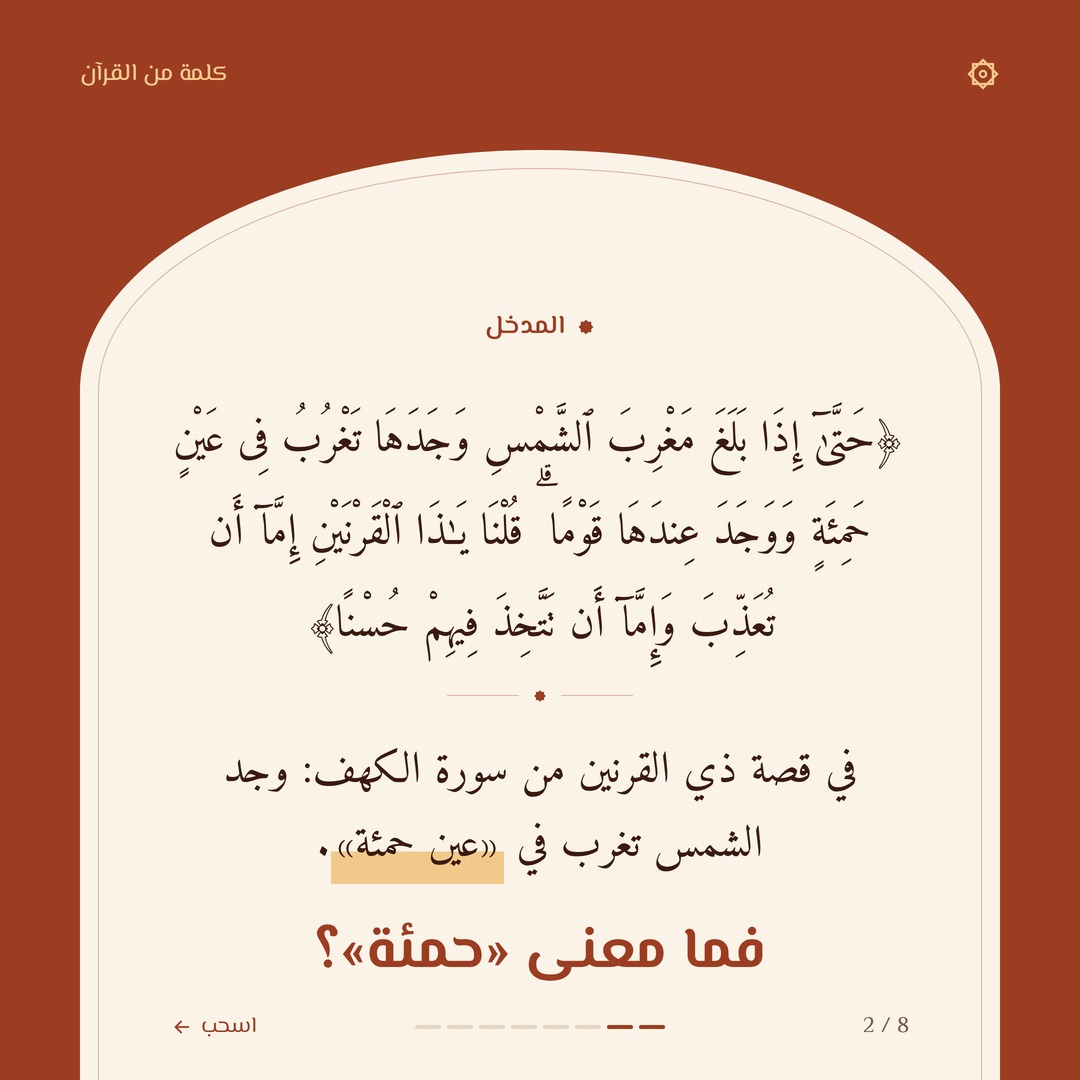 كلمة من القرآن
المدخل
﴿حَتَّىٰٓ إِذَا بَلَغَ مَغْرِبَ ٱلشَّمْسِ وَجَدَهَا تَغْرُبُ فِى عَيْنٍ
حَمِئَةٍ وَوَجَدَ عِندَهَا قَوْمًا ۗ قُلْنَا يَـٰذَا ٱلْقَرْنَيْنِ إِمَّآ أَن
تُعَذِّبَ وَإِمَّآ أَن تَتَّخِذَ فِيهِمْ حُسْنًا﴾
في قصة ذي القرنين من سورة الكهف: وجد
الشمس تغرب في «عين حمئة».
فما معنى «حمئة»؟
2 / 8
اسحب ←